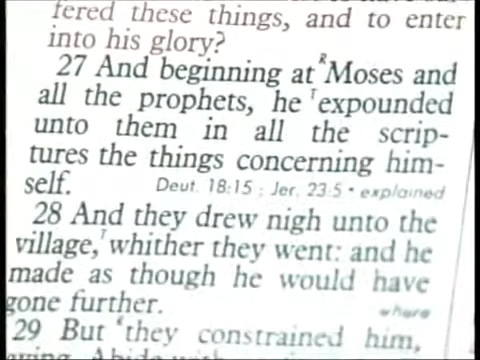 fered these things, and to enter
into his glory?
27 And beginning at ᴿMoses and
all the prophets, he ᵀexpounded
unto them in all the scrip-
tures the things concerning him-
self. Deut. 18:15 ; Jer. 23:5 • explained
28 And they drew nigh unto the
village,ᵀ whither they went: and he
made as though he would have
gone further. where
29 But they constrained him,
Abide